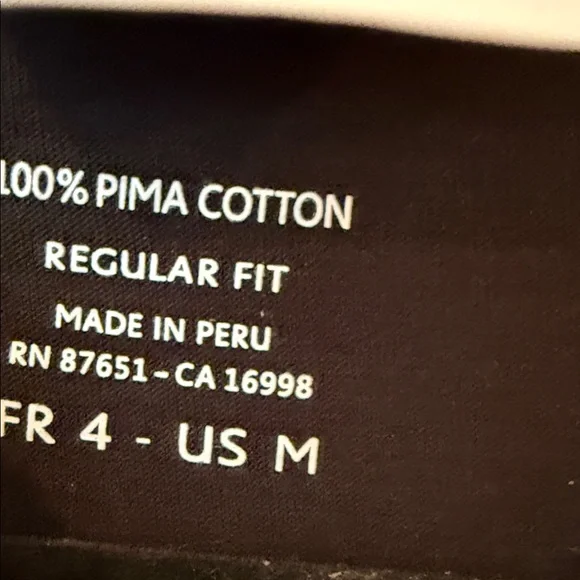 100% PIMA COTTON
REGULAR FIT
MADE IN PERU
RN 87651-CA 16998
FR 4 - US M